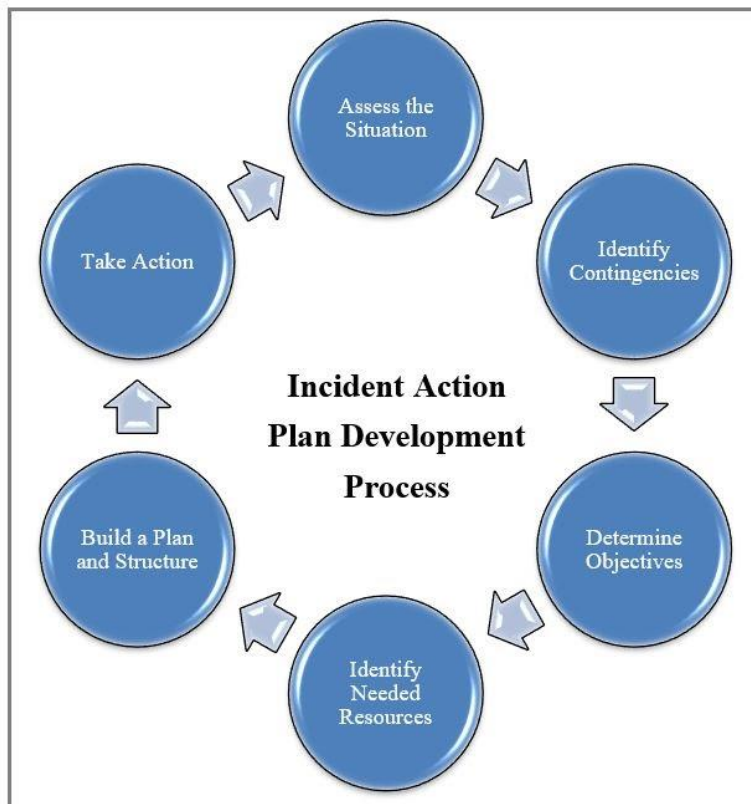 Assess the
Situation
Identify
Contingencies
Determine
Objectives
Identify
Needed
Resources
Build a Plan
and Structure
Take Action
Incident Action
Plan Development
Process